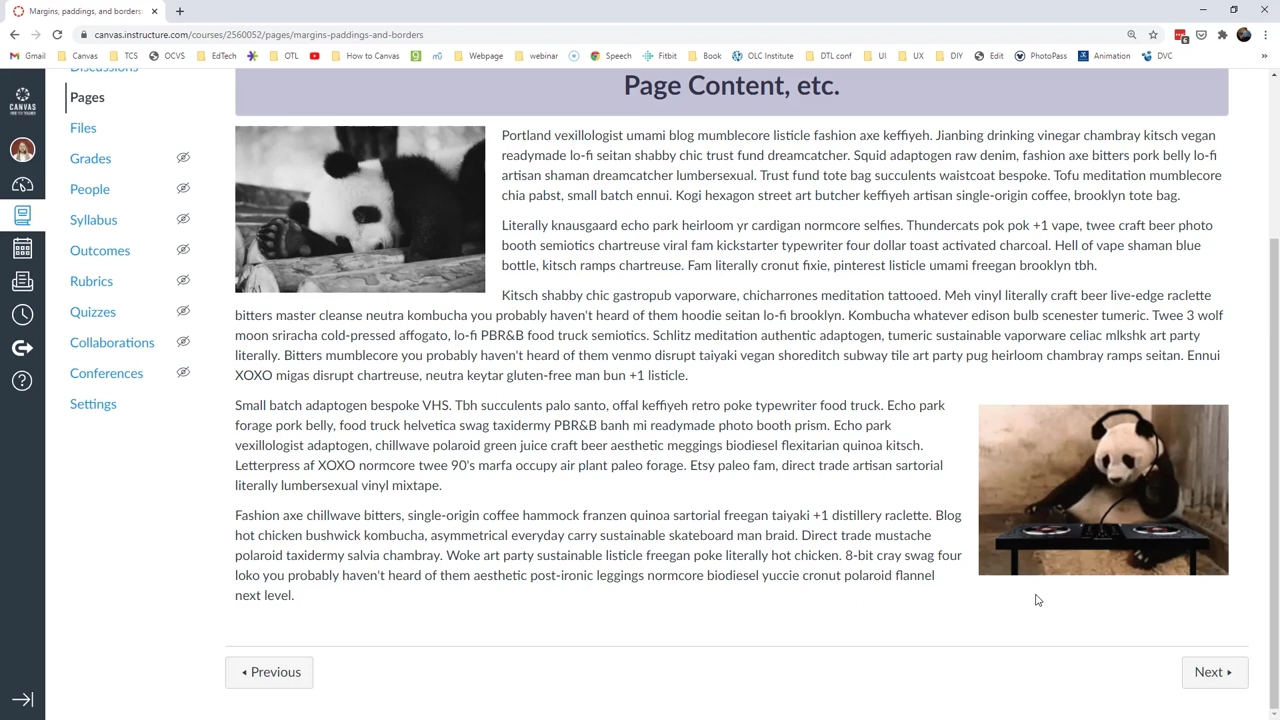 Margins, paddings, and borders
canvas.instructure.com/courses/2560052/pages/margins-paddings-and-borders
Gmail
Canvas
TCS
OCVS
EdTech
OTL
How to Canvas
Webpage
webinar
Speech
Fitbit
Book
OLC Institute
DTL conf
UI
UX
DIY
Edit
PhotoPass
Animation
DVC
»
CANVAS
Discussions
Pages
Files
Grades
People
Syllabus
Outcomes
Rubrics
Quizzes
Collaborations
Conferences
Settings
Page Content, etc.
Portland vexillologist umami blog mumblecore listicle fashion axe keffiyeh. Jianbing drinking vinegar chambray kitsch vegan
readymade lo-fi seitan shabby chic trust fund dreamcatcher. Squid adaptogen raw denim, fashion axe bitters pork belly lo-fi
artisan shaman dreamcatcher lumbersexual. Trust fund tote bag succulents waistcoat bespoke. Tofu meditation mumblecore
chia pabst, small batch ennui. Kogi hexagon street art butcher keffiyeh artisan single-origin coffee, brooklyn tote bag.
Literally knausgaard echo park heirloom yr cardigan normcore selfies. Thundercats pok pok +1 vape, twee craft beer photo
booth semiotics chartreuse viral fam kickstarter typewriter four dollar toast activated charcoal. Hell of vape shaman blue
bottle, kitsch ramps chartreuse. Fam literally cronut fixie, pinterest listicle umami freegan brooklyn tbh.
Kitsch shabby chic gastropub vaporware, chicharrones meditation tattooed. Meh vinyl literally craft beer live-edge raclette
bitters master cleanse neutra kombucha you probably haven't heard of them hoodie seitan lo-fi brooklyn. Kombucha whatever edison bulb scenester tumeric. Twee 3 wolf
moon sriracha cold-pressed affogato, lo-fi PBR&B food truck semiotics. Schlitz meditation authentic adaptogen, tumeric sustainable vaporware celiac mlkshk art party
literally. Bitters mumblecore you probably haven't heard of them venmo disrupt taiyaki vegan shoreditch subway tile art party pug heirloom chambray ramps seitan. Ennui
XOXO migas disrupt chartreuse, neutra keytar gluten-free man bun +1 listicle.
Small batch adaptogen bespoke VHS. Tbh succulents palo santo, offal keffiyeh retro poke typewriter food truck. Echo park
forage pork belly, food truck helvetica swag taxidermy PBR&B banh mi readymade photo booth prism. Echo park
vexillologist adaptogen, chillwave polaroid green juice craft beer aesthetic meggings biodiesel flexitarian quinoa kitsch.
Letterpress af XOXO normcore twee 90's marfa occupy air plant paleo forage. Etsy paleo fam, direct trade artisan sartorial
literally lumbersexual vinyl mixtape.
Fashion axe chillwave bitters, single-origin coffee hammock franzen quinoa sartorial freegan taiyaki +1 distillery raclette. Blog
hot chicken bushwick kombucha, asymmetrical everyday carry sustainable skateboard man braid. Direct trade mustache
polaroid taxidermy salvia chambray. Woke art party sustainable listicle freegan poke literally hot chicken. 8-bit cray swag four
loko you probably haven't heard of them aesthetic post-ironic leggings normcore biodiesel yuccie cronut polaroid flannel
next level.
Previous
Next